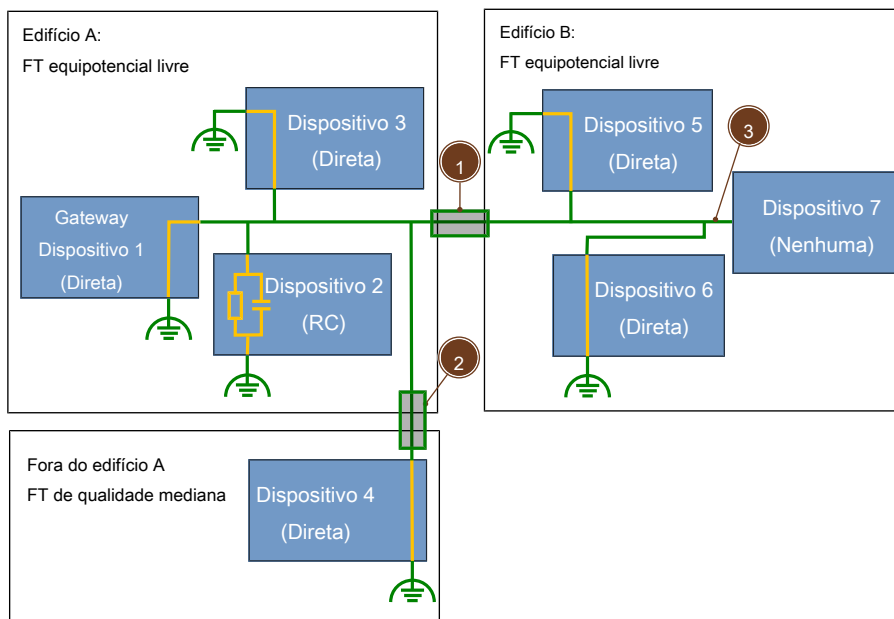 Edifício A:
FT equipotencial livre
Dispositivo 3
(Direta)
Gateway
Dispositivo 1
(Direta)
Dispositivo 2
(RC)
1
2
Edifício B:
FT equipotencial livre
Dispositivo 5
(Direta)
3
Dispositivo 7
(Nenhuma)
Dispositivo 6
(Direta)
Fora do edifício A
FT de qualidade mediana
Dispositivo 4
(Direta)